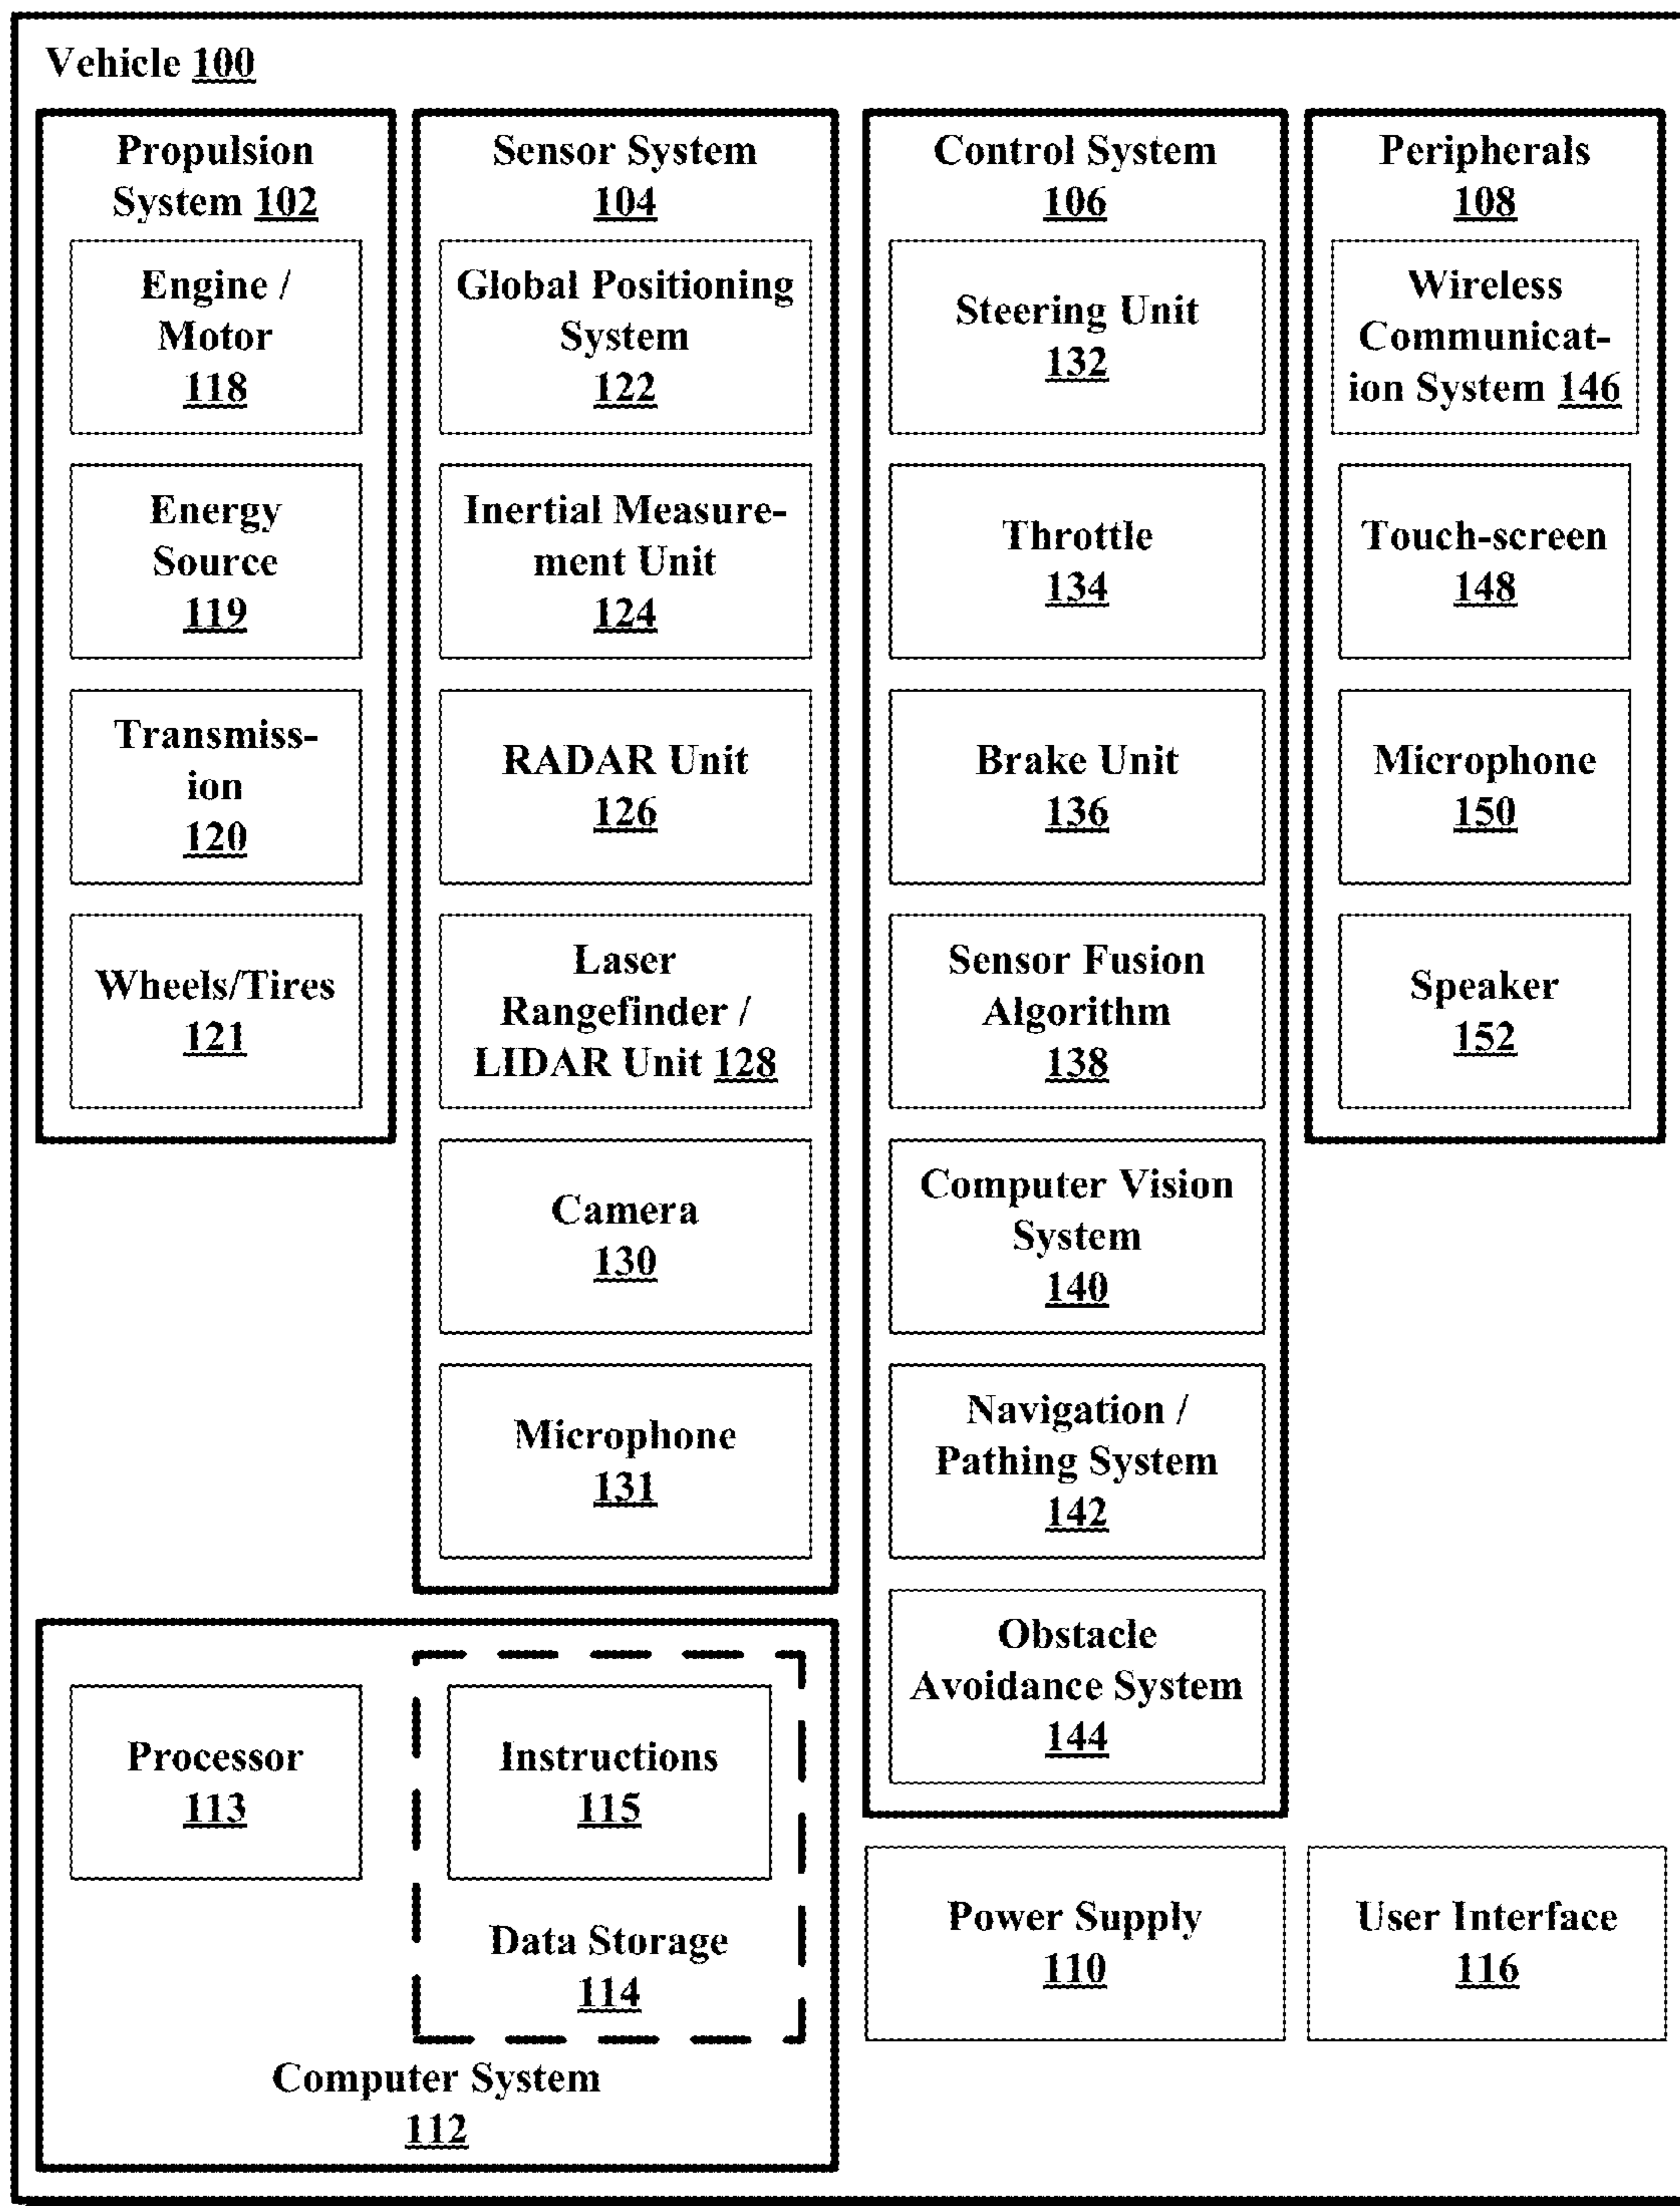 Vehicle 100
Propulsion
System 102
Engine /
Motor
118
Energy
Source
119
Transmiss-
ion
120
Wheels/Tires
121
Sensor System
104
Global Positioning
System
122
Inertial Measure-
ment Unit
124
RADAR Unit
126
Laser
Rangefinder /
LIDAR Unit 128
Camera
130
Microphone
131
Control System
106
Steering Unit
132
Throttle
134
Brake Unit
136
Sensor Fusion
Algorithm
138
Computer Vision
System
140
Navigation /
Pathing System
142
Obstacle
Avoidance System
144
Peripherals
108
Wireless
Communicat-
ion System 146
Touch-screen
148
Microphone
150
Speaker
152
Processor
113
Instructions
115
Data Storage
114
Computer System
112
Power Supply
110
User Interface
116